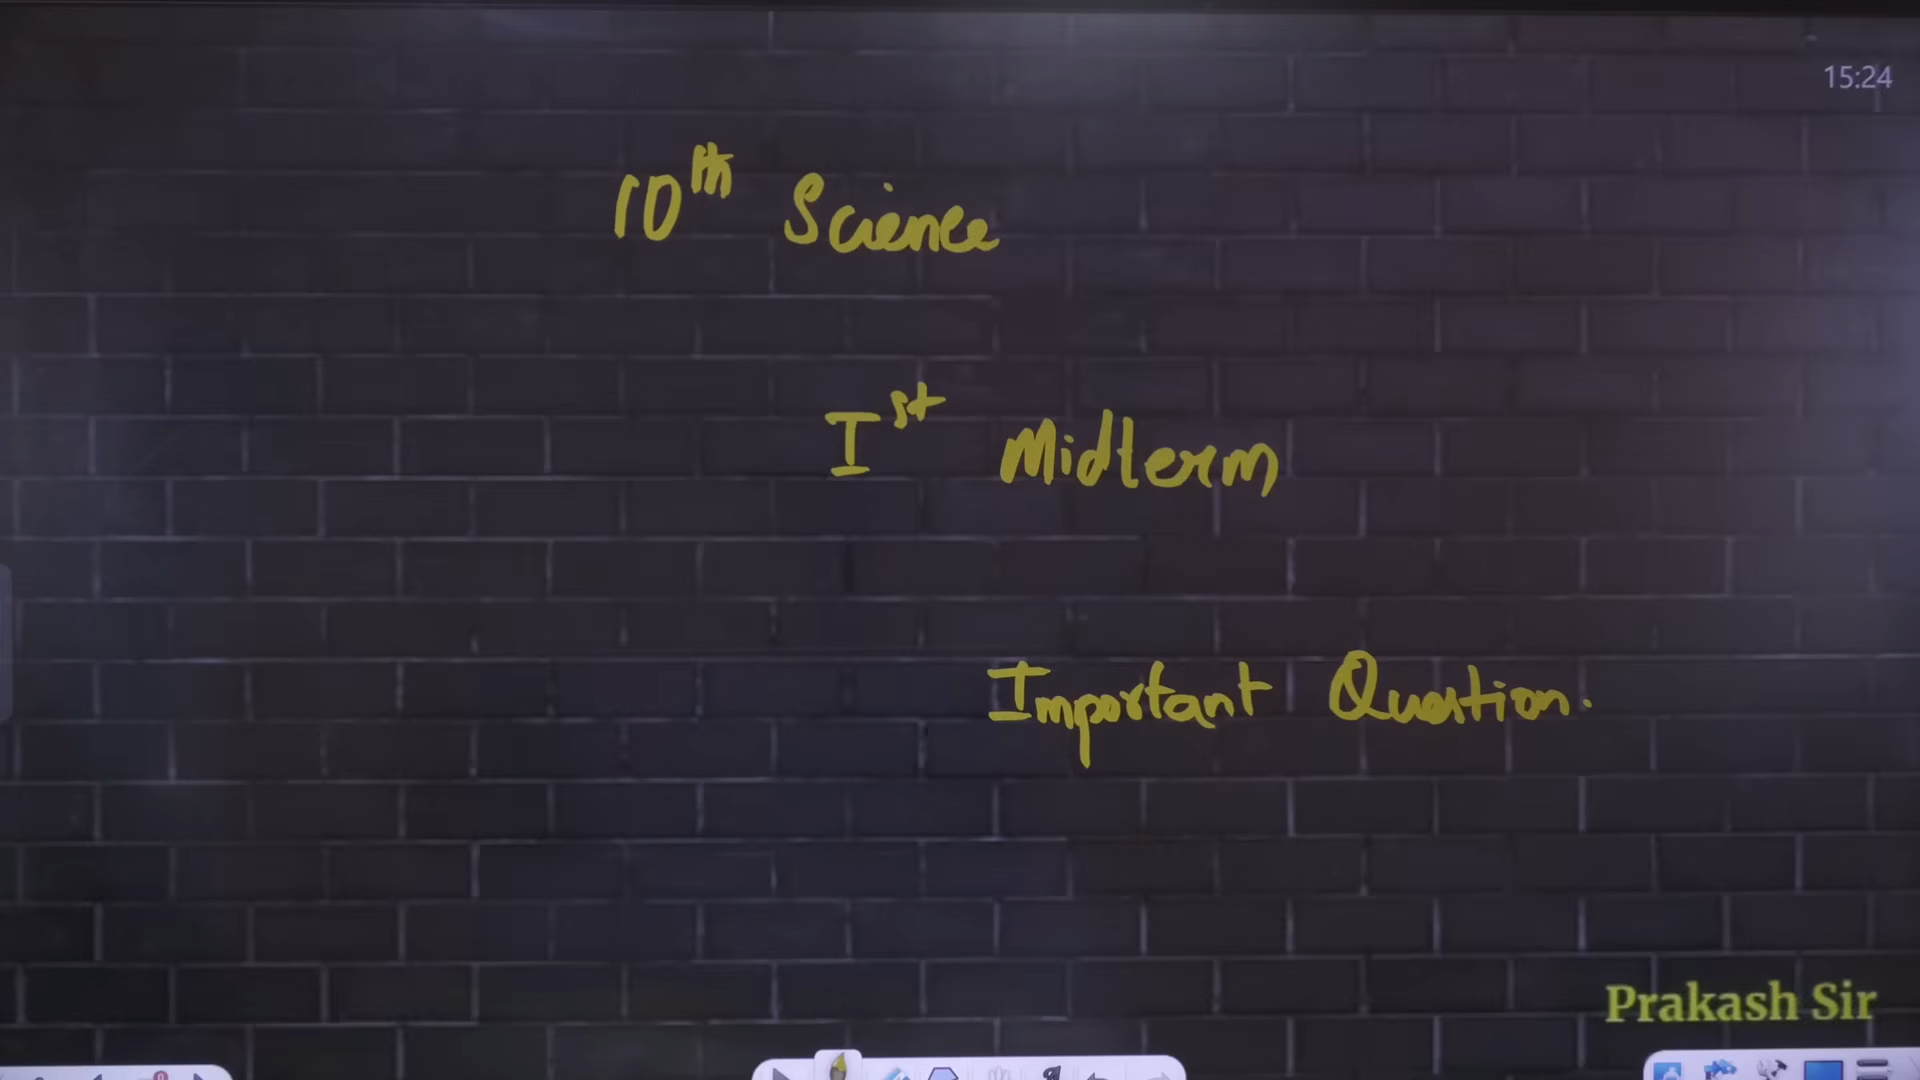 15:24
10th Science
Ist Midterm
Important Question.
Prakash Sir